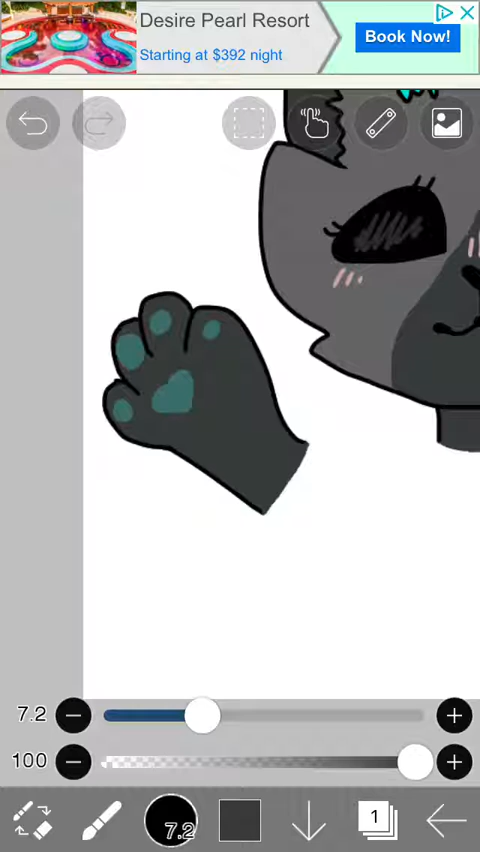 Desire Pearl Resort
Starting at $392 night
Book Now!
7.2
100
7.2
1